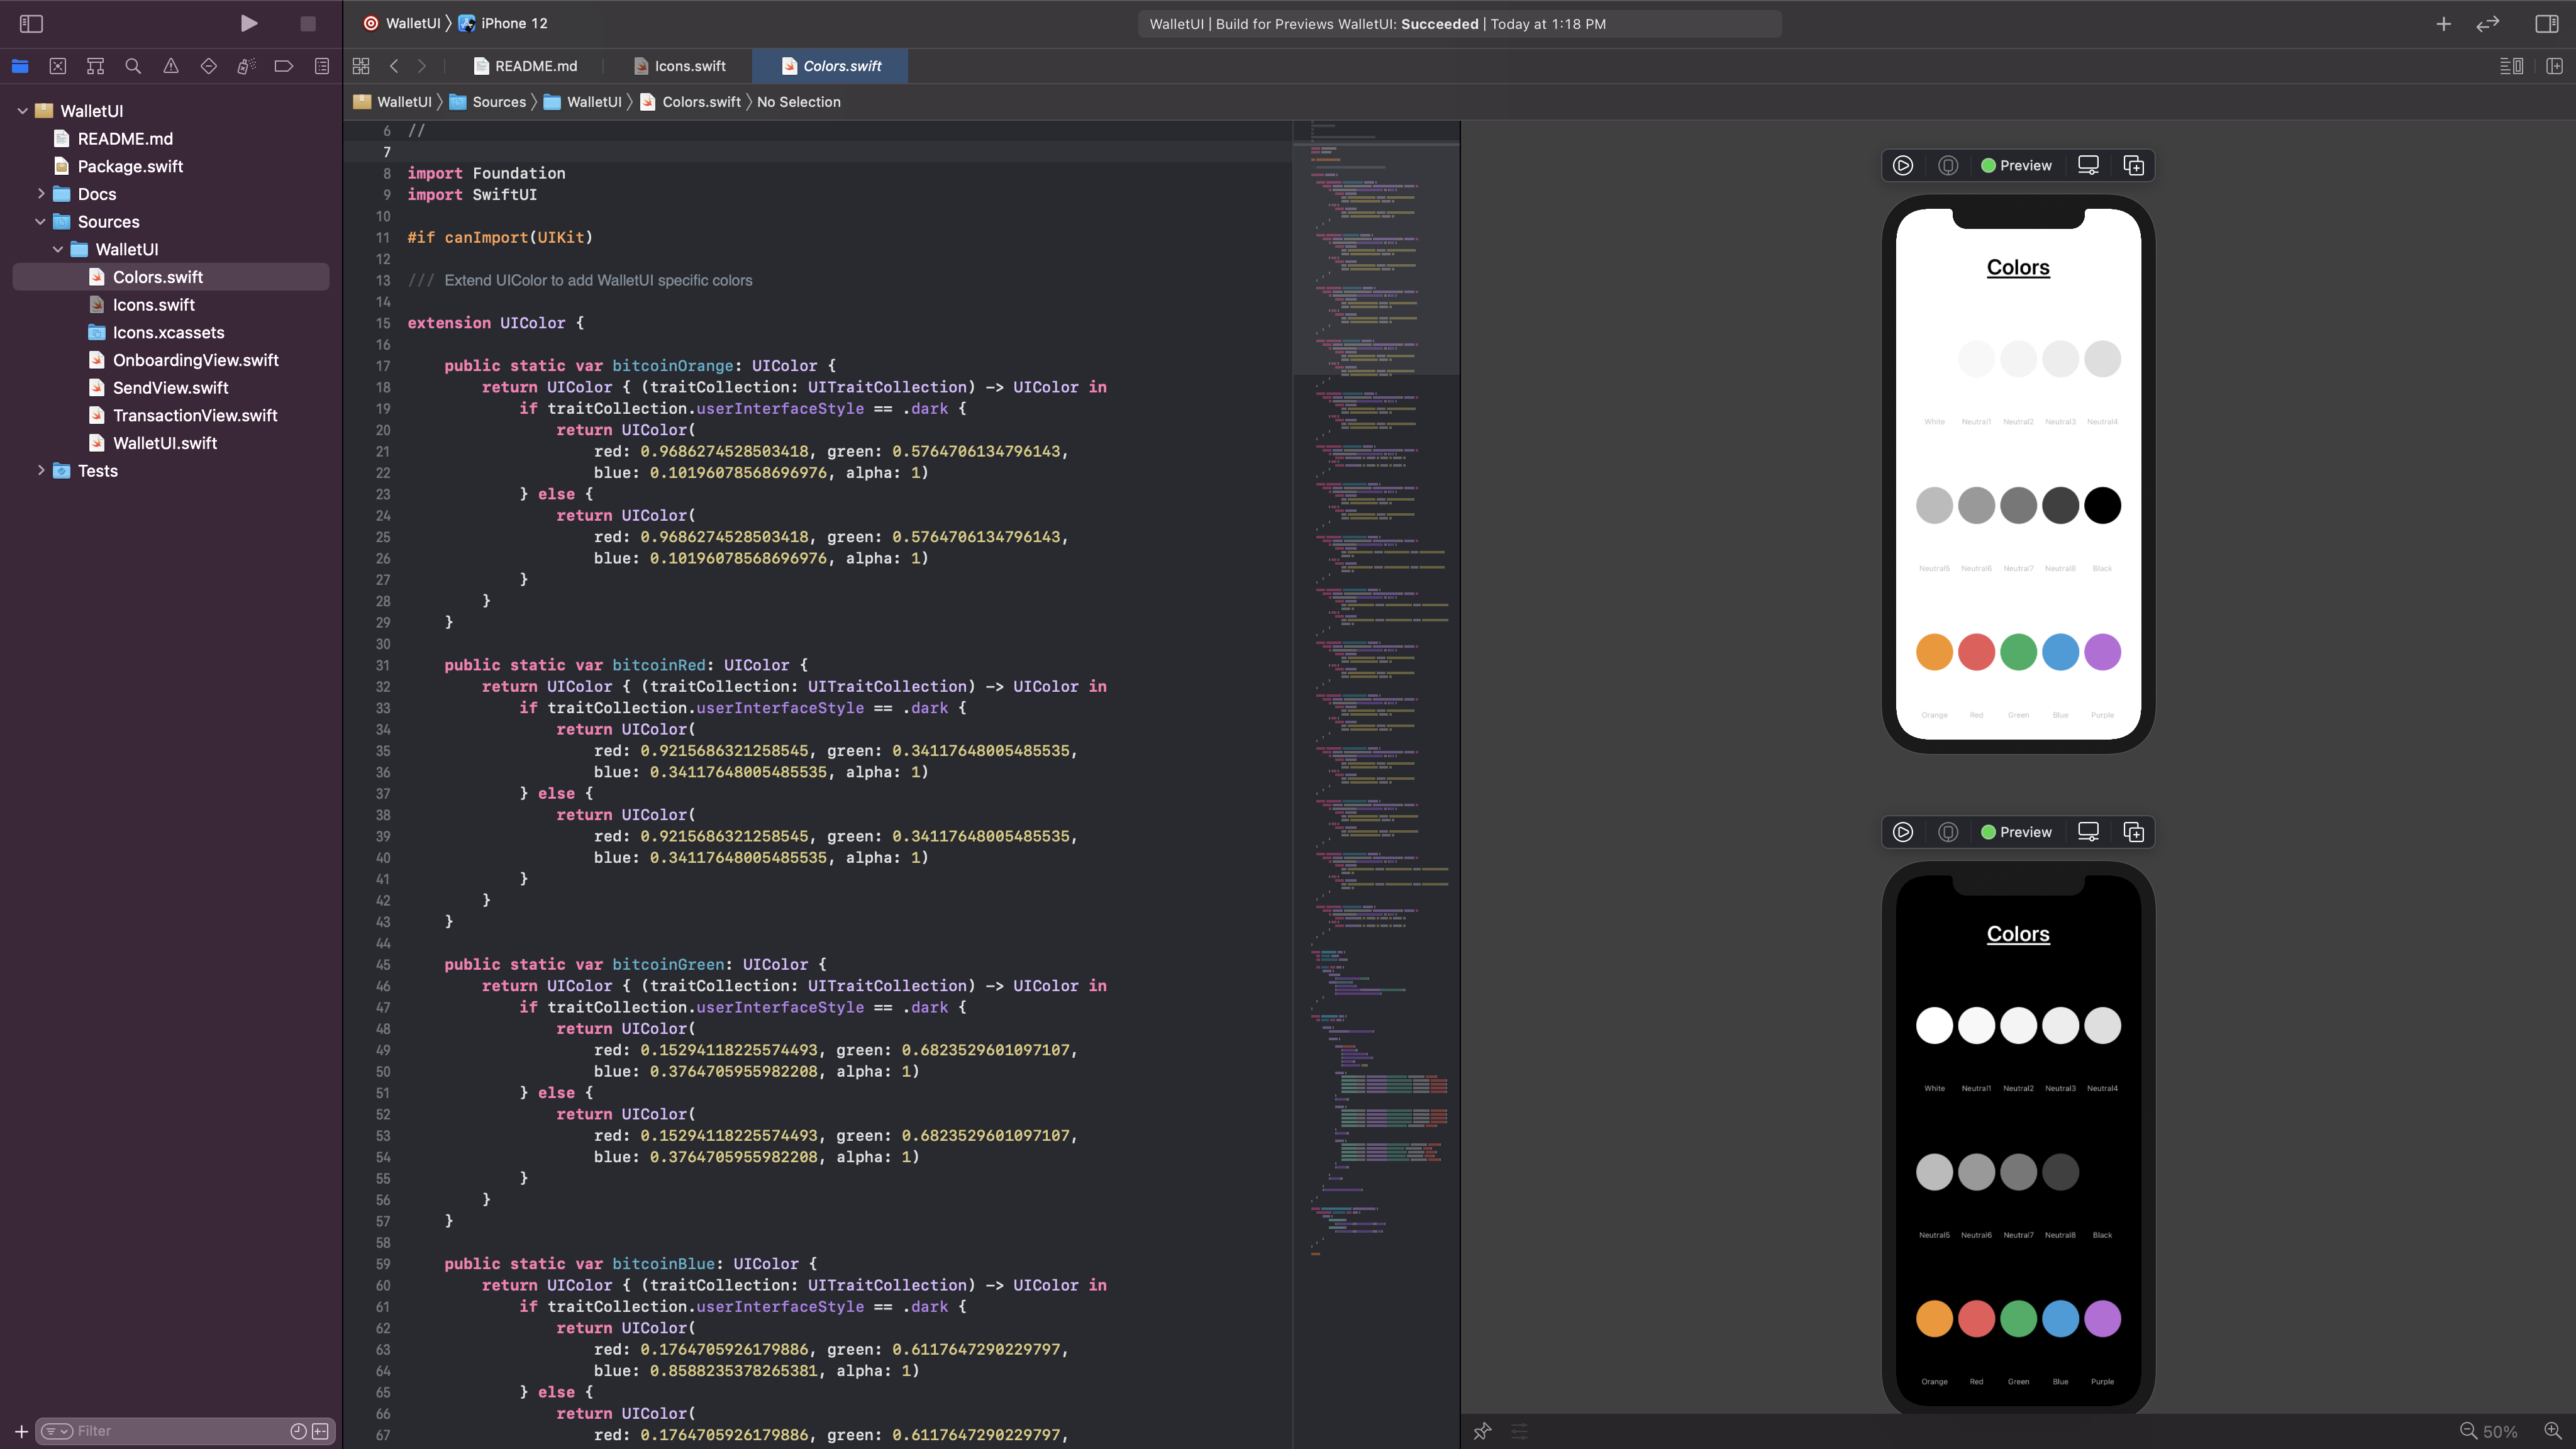 WalletUI
iPhone 12
WalletUI | Build for Previews WalletUI: Succeeded | Today at 1:18 PM
README.md
Icons.swift
Colors.swift
WalletUI
Sources
WalletUI
Colors.swift
No Selection
WalletUI
README.md
Package.swift
Docs
Sources
WalletUI
Colors.swift
Icons.swift
Icons.xcassets
OnboardingView.swift
SendView.swift
TransactionView.swift
WalletUI.swift
Tests
Filter
6 //
7
8 import Foundation
9 import SwiftUI
10
11 #if canImport(UIKit)
12
13 /// Extend UIColor to add WalletUI specific colors
14
15 extension UIColor {
16
17 public static var bitcoinOrange: UIColor {
18 return UIColor { (traitCollection: UITraitCollection) -> UIColor in
19 if traitCollection.userInterfaceStyle == .dark {
20 return UIColor(
21 red: 0.9686274528503418, green: 0.5764706134796143,
22 blue: 0.10196078568696976, alpha: 1)
23 } else {
24 return UIColor(
25 red: 0.9686274528503418, green: 0.5764706134796143,
26 blue: 0.10196078568696976, alpha: 1)
27 }
28 }
29 }
30
31 public static var bitcoinRed: UIColor {
32 return UIColor { (traitCollection: UITraitCollection) -> UIColor in
33 if traitCollection.userInterfaceStyle == .dark {
34 return UIColor(
35 red: 0.9215686321258545, green: 0.34117648005485535,
36 blue: 0.34117648005485535, alpha: 1)
37 } else {
38 return UIColor(
39 red: 0.9215686321258545, green: 0.34117648005485535,
40 blue: 0.34117648005485535, alpha: 1)
41 }
42 }
43 }
44
45 public static var bitcoinGreen: UIColor {
46 return UIColor { (traitCollection: UITraitCollection) -> UIColor in
47 if traitCollection.userInterfaceStyle == .dark {
48 return UIColor(
49 red: 0.15294118225574493, green: 0.6823529601097107,
50 blue: 0.3764705955982208, alpha: 1)
51 } else {
52 return UIColor(
53 red: 0.15294118225574493, green: 0.6823529601097107,
54 blue: 0.3764705955982208, alpha: 1)
55 }
56 }
57 }
58
59 public static var bitcoinBlue: UIColor {
60 return UIColor { (traitCollection: UITraitCollection) -> UIColor in
61 if traitCollection.userInterfaceStyle == .dark {
62 return UIColor(
63 red: 0.1764705926179886, green: 0.6117647290229797,
64 blue: 0.8588235378265381, alpha: 1)
65 } else {
66 return UIColor(
67 red: 0.1764705926179886, green: 0.6117647290229797,
Preview
Colors
White Neutral1 Neutral2 Neutral3 Neutral4
Neutral5 Neutral6 Neutral7 Neutral8 Black
Orange Red Green Blue Purple
Preview
Colors
White Neutral1 Neutral2 Neutral3 Neutral4
Neutral5 Neutral6 Neutral7 Neutral8 Black
Orange Red Green Blue Purple
50%